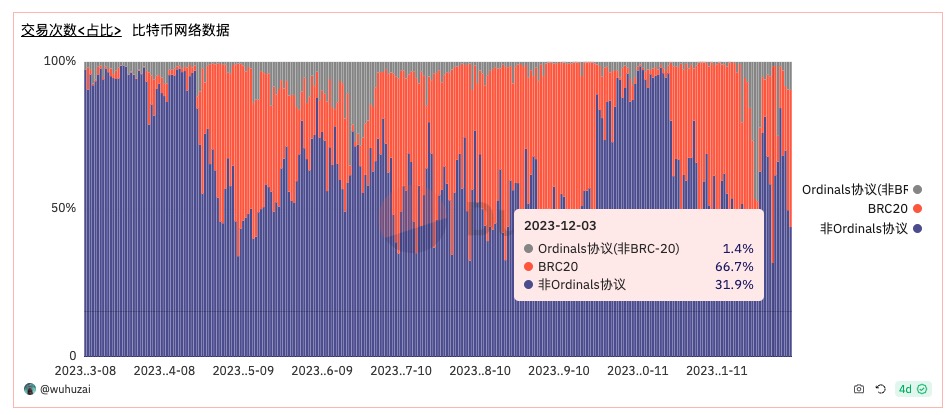 交易次数<占比> 比特币网络数据
100%
50%
0
2023-12-03
Ordinals协议(非BRC-20) 1.4%
BRC20 66.7%
非Ordinals协议 31.9%
Ordinals协议(非BR
BRC20
非Ordinals协议
2023..3-08 2023..4-08 2023..5-09 2023..6-09 2023..7-10 2023..8-10 2023..9-10 2023..0-11 2023..1-11
@wuhuzai 4d